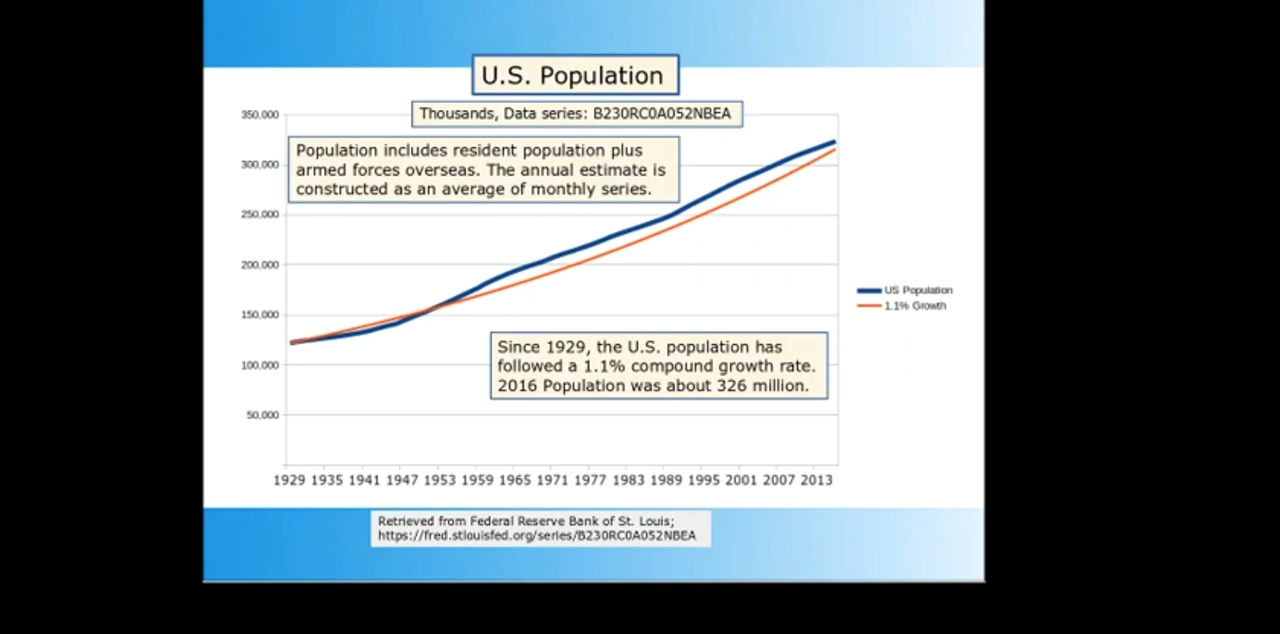 U.S. Population
Thousands, Data series: B230RC0A052NBEA
Population includes resident population plus
armed forces overseas. The annual estimate is
constructed as an average of monthly series.
350,000
300,000
250,000
200,000
150,000
100,000
50,000
US Population
1.1% Growth
Since 1929, the U.S. population has
followed a 1.1% compound growth rate.
2016 Population was about 326 million.
1929 1935 1941 1947 1953 1959 1965 1971 1977 1983 1989 1995 2001 2007 2013
Retrieved from Federal Reserve Bank of St. Louis;
https://fred.stlouisfed.org/series/B230RC0A052NBEA